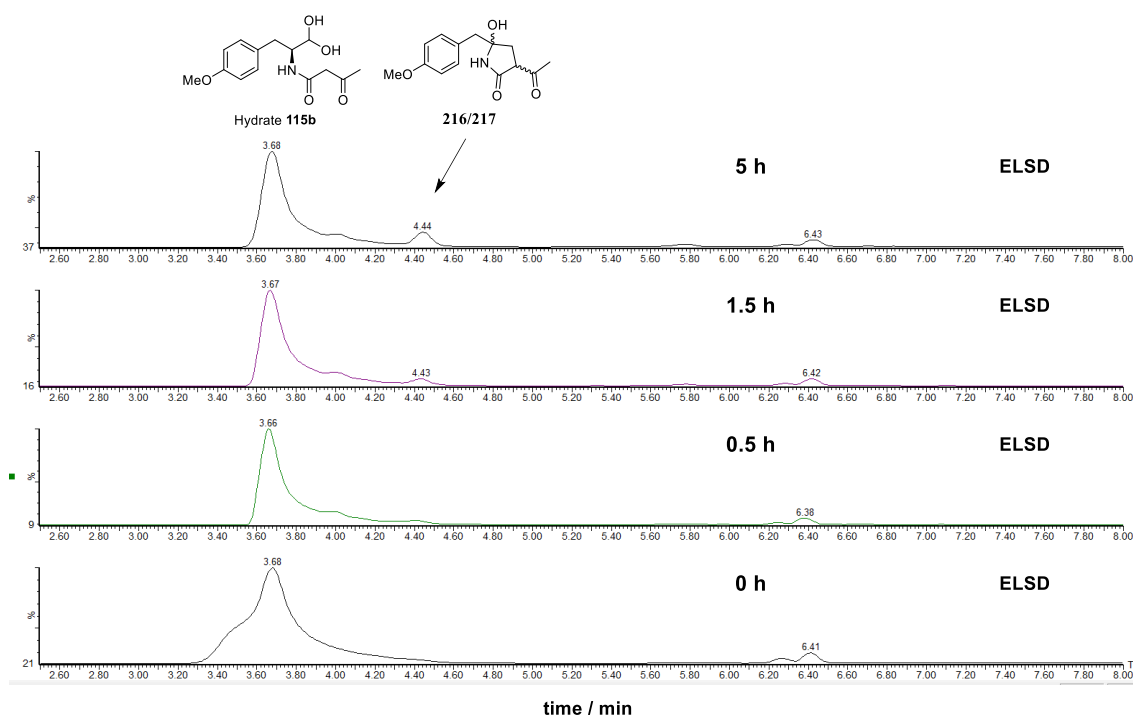 OH
OH
MeO
HN
O
O
Hydrate 115b
OH
MeO
HN
O
O
216/217
3.68
4.44
6.43
5 h
ELSD
%
37
2.60 2.80 3.00 3.20 3.40 3.60 3.80 4.00 4.20 4.40 4.60 4.80 5.00 5.20 5.40 5.60 5.80 6.00 6.20 6.40 6.60 6.80 7.00 7.20 7.40 7.60 7.80 8.00
3.67
4.43
6.42
1.5 h
ELSD
%
16
2.60 2.80 3.00 3.20 3.40 3.60 3.80 4.00 4.20 4.40 4.60 4.80 5.00 5.20 5.40 5.60 5.80 6.00 6.20 6.40 6.60 6.80 7.00 7.20 7.40 7.60 7.80 8.00
3.66
6.38
0.5 h
ELSD
%
9
2.60 2.80 3.00 3.20 3.40 3.60 3.80 4.00 4.20 4.40 4.60 4.80 5.00 5.20 5.40 5.60 5.80 6.00 6.20 6.40 6.60 6.80 7.00 7.20 7.40 7.60 7.80 8.00
3.68
6.41
0 h
ELSD
%
21
T
2.60 2.80 3.00 3.20 3.40 3.60 3.80 4.00 4.20 4.40 4.60 4.80 5.00 5.20 5.40 5.60 5.80 6.00 6.20 6.40 6.60 6.80 7.00 7.20 7.40 7.60 7.80 8.00
time / min